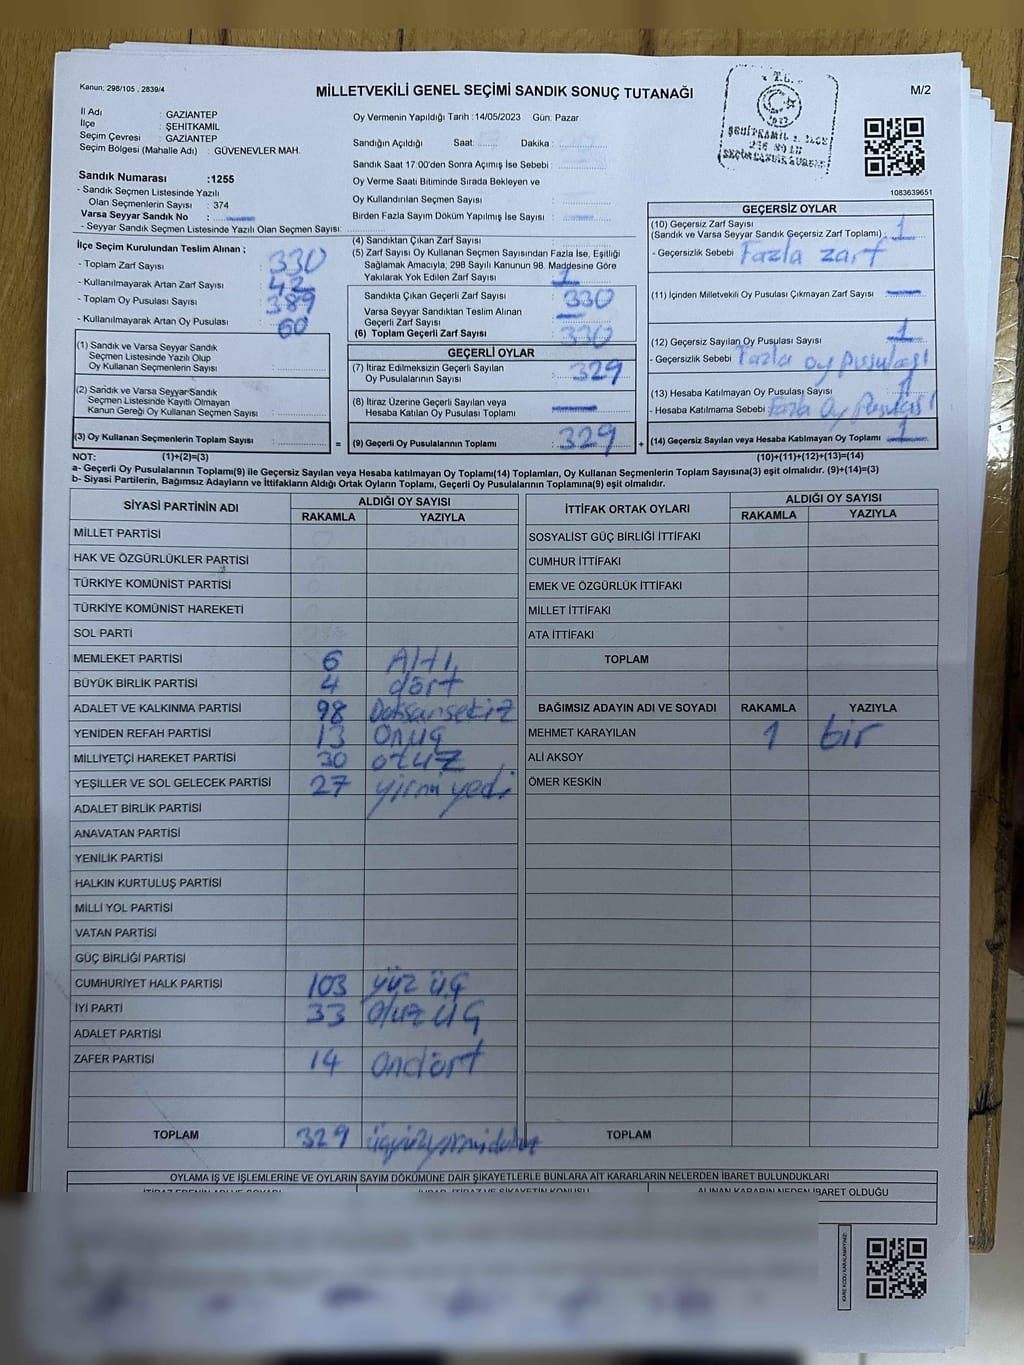 Kanun; 298/105 , 2839/4
MİLLETVEKİLİ GENEL SEÇİMİ SANDIK SONUÇ TUTANAĞI
M/2
İl Adı : GAZİANTEP
İlçe : ŞEHİTKAMİL
Seçim Çevresi : GAZİANTEP
Seçim Bölgesi (Mahalle Adı) : GÜVENEVLER MAH.
Sandık Numarası :1255
- Sandık Seçmen Listesinde Yazılı
Olan Seçmenlerin Sayısı : 374
Varsa Seyyar Sandık No :
- Seyyar Sandık Seçmen Listesinde Yazılı Olan Seçmen Sayısı:
Oy Vermenin Yapıldığı Tarih :14/05/2023 Gün: Pazar
Sandığın Açıldığı Saat: Dakika :
Sandık Saat 17:00'den Sonra Açımış İse Sebebi :
Oy Verme Saati Bitiminde Sırada Bekleyen ve
Oy Kullandırılan Seçmen Sayısı :
Birden Fazla Sayım Döküm Yapılmış İse Sayısı :
T.C.
1083639651
İlçe Seçim Kurulundan Teslim Alınan ;
- Toplam Zarf Sayısı : 330
- Kullanılmayarak Artan Zarf Sayısı : 42
- Toplam Oy Pusulası Sayısı : 389
- Kullanılmayarak Artan Oy Pusulası : 60
(1) Sandık ve Varsa Seyyar Sandık
Seçmen Listesinde Yazılı Olup
Oy Kullanan Seçmenlerin Sayısı :
(2) Sandık ve Varsa Seyyar Sandık
Seçmen Listesinde Kayıtlı Olmayan
Kanun Gereği Oy Kullanan Seçmen Sayısı :
(3) Oy Kullanan Seçmenlerin Toplam Sayısı :
(4) Sandıktan Çıkan Zarf Sayısı :
(5) Zarf Sayısı Oy Kullanan Seçmen Sayısından Fazla İse, Eşitliği
Sağlamak Amacıyla, 298 Sayılı Kanunun 98. Maddesine Göre
Yakılarak Yok Edilen Zarf Sayısı : 1
Sandıkta Çıkan Geçerli Zarf Sayısı : 330
Varsa Seyyar Sandıktan Teslim Alınan
Geçerli Zarf Sayısı :
(6) Toplam Geçerli Zarf Sayısı : 330
GEÇERLİ OYLAR
(7) İtiraz Edilmeksizin Geçerli Sayılan
Oy Pusulalarının Sayısı : 329
(8) İtiraz Üzerine Geçerli Sayılan veya
Hesaba Katılan Oy Pusulası Toplamı :
= (9) Geçerli Oy Pusulalarının Toplamı : 329 +
GEÇERSİZ OYLAR
(10) Geçersiz Zarf Sayısı
(Sandık ve Varsa Seyyar Sandık Geçersiz Zarf Toplamı) : 1
- Geçersizlik Sebebi : Fazla zarf
(11) İçinden Milletvekili Oy Pusulası Çıkmayan Zarf Sayısı :
(12) Geçersiz Sayılan Oy Pusulası Sayısı : 1
- Geçersizlik Sebebi : Fazla oy pusulası
(13) Hesaba Katılmayan Oy Pusulası Sayısı : 1
- Hesaba Katılmama Sebebi : Fazla Oy Pusulası
(14) Geçersiz Sayılan veya Hesaba Katılmayan Oy Toplamı : 1
NOT: (1)+(2)=(3)
(10)+(11)+(12)+(13)=(14)
a- Geçerli Oy Pusulalarının Toplamı(9) ile Geçersiz Sayılan veya Hesaba katılmayan Oy Toplamı(14) Toplamları, Oy Kullanan Seçmenlerin Toplam Sayısına(3) eşit olmalıdır. (9)+(14)=(3)
b- Siyasi Partilerin, Bağımsız Adayların ve İttifakların Aldığı Ortak Oyların Toplamı, Geçerli Oy Pusulalarının Toplamına(9) eşit olmalıdır.
SİYASİ PARTİNİN ADI ALDIĞI OY SAYISI
RAKAMLA YAZIYLA
MİLLET PARTİSİ
HAK VE ÖZGÜRLÜKLER PARTİSİ
TÜRKİYE KOMÜNİST PARTİSİ
TÜRKİYE KOMÜNİST HAREKETİ
SOL PARTİ
MEMLEKET PARTİSİ 6 Altı
BÜYÜK BİRLİK PARTİSİ 4 dört
ADALET VE KALKINMA PARTİSİ 98 Doksansekiz
YENİDEN REFAH PARTİSİ 13 Onüç
MİLLİYETÇİ HAREKET PARTİSİ 30 otuz
YEŞİLLER VE SOL GELECEK PARTİSİ 27 yirmi yedi
ADALET BİRLİK PARTİSİ
ANAVATAN PARTİSİ
YENİLİK PARTİSİ
HALKIN KURTULUŞ PARTİSİ
MİLLİ YOL PARTİSİ
VATAN PARTİSİ
GÜÇ BİRLİĞİ PARTİSİ
CUMHURİYET HALK PARTİSİ 103 yüz üç
İYİ PARTİ 33 Otuz üç
ADALET PARTİSİ
ZAFER PARTİSİ 14 Ondört
TOPLAM 329
İTTİFAK ORTAK OYLARI ALDIĞI OY SAYISI
RAKAMLA YAZIYLA
SOSYALİST GÜÇ BİRLİĞİ İTTİFAKI
CUMHUR İTTİFAKI
EMEK VE ÖZGÜRLÜK İTTİFAKI
MİLLET İTTİFAKI
ATA İTTİFAKI
TOPLAM
BAĞIMSIZ ADAYIN ADI VE SOYADI RAKAMLA YAZIYLA
MEHMET KARAYILAN 1 bir
ALİ AKSOY
ÖMER KESKİN
TOPLAM
OYLAMA İŞ VE İŞLEMLERİNE VE OYLARIN SAYIM DÖKÜMÜNE DAİR ŞİKAYETLERLE BUNLARA AİT KARARLARIN NELERDEN İBARET BULUNDUKLARI
ALINAN KARARIN NEDEN İBARET OLDUĞU
KARE KODU KARALAMAYINIZ!